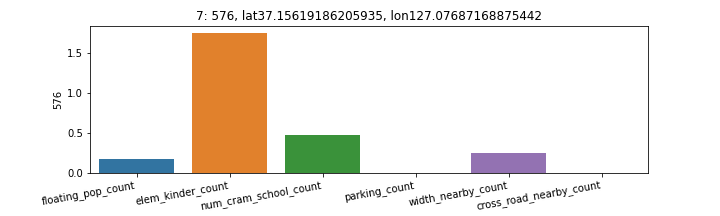 7: 576, lat37.15619186205935, lon127.07687168875442
1.5
1.0
0.5
0.0
576
floating_pop_count
elem_kinder_count
num_cram_school_count
parking_count
width_nearby_count
cross_road_nearby_count